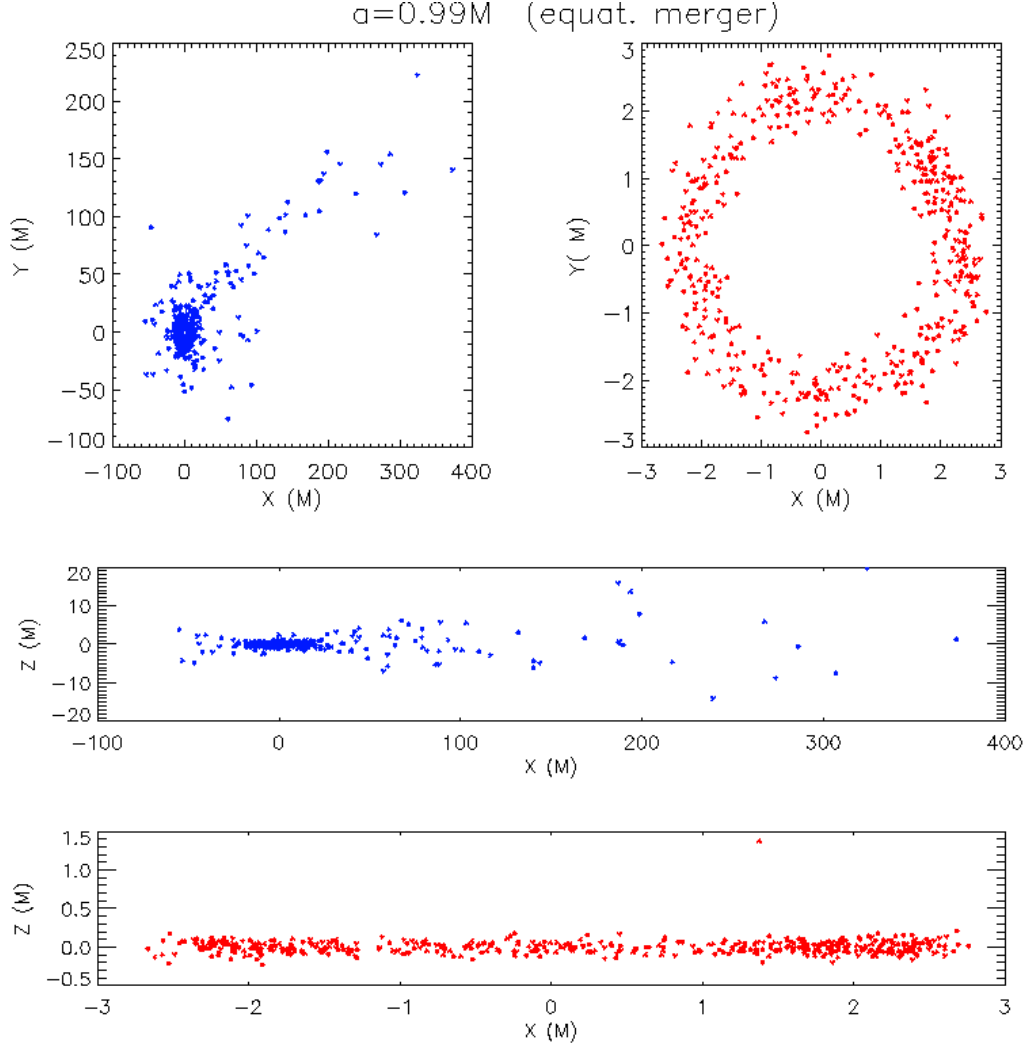 a=0.99M (equat. merger)
250
200
150
100
50
0
−50
−100
Y (M)
−100 0 100 200 300 400
X (M)
3
2
1
0
−1
−2
−3
Y( M)
−3 −2 −1 0 1 2 3
X (M)
20
10
0
−10
−20
Z (M)
−100 0 100 200 300 400
X (M)
1.5
1.0
0.5
0.0
−0.5
Z (M)
−3 −2 −1 0 1 2 3
X (M)